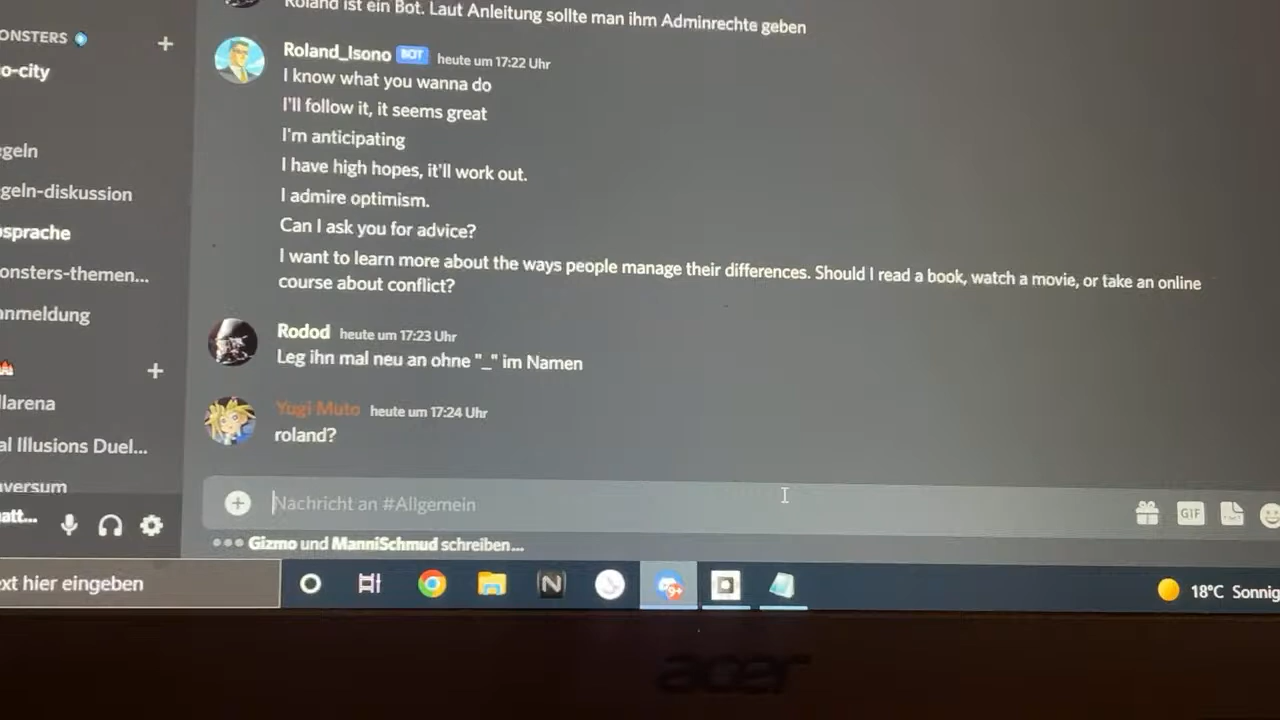 Roland ist ein Bot. Laut Anleitung sollte man ihm Adminrechte geben
ONSTERS
o-city
geln
geln-diskussion
sprache
onsters-themen...
anmeldung
llarena
al Illusions Duel...
versum
att...
Roland_Isono BOT heute um 17:22 Uhr
I know what you wanna do
I'll follow it, it seems great
I'm anticipating
I have high hopes, it'll work out.
I admire optimism.
Can I ask you for advice?
I want to learn more about the ways people manage their differences. Should I read a book, watch a movie, or take an online
course about conflict?
Rodod heute um 17:23 Uhr
Leg ihn mal neu an ohne "_" im Namen
Yugi Muto heute um 17:24 Uhr
roland?
Nachricht an #Allgemein
GIF
Gizmo und ManniSchmud schreiben...
ext hier eingeben
N
9+
18°C Sonnig
acer